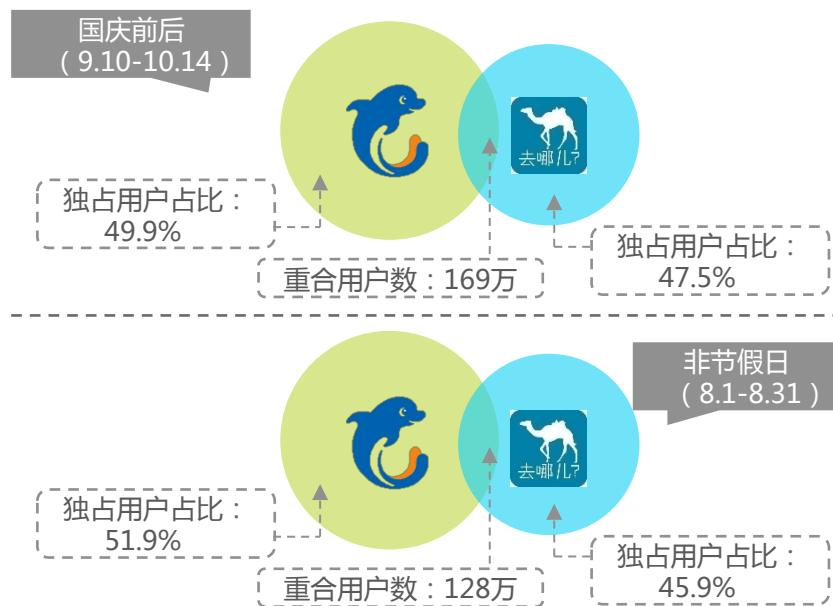 国庆前后
（9.10-10.14）
去哪儿?
独占用户占比：
49.9%
独占用户占比：
47.5%
重合用户数：169万
非节假日
（8.1-8.31）
去哪儿?
独占用户占比：
51.9%
独占用户占比：
45.9%
重合用户数：128万